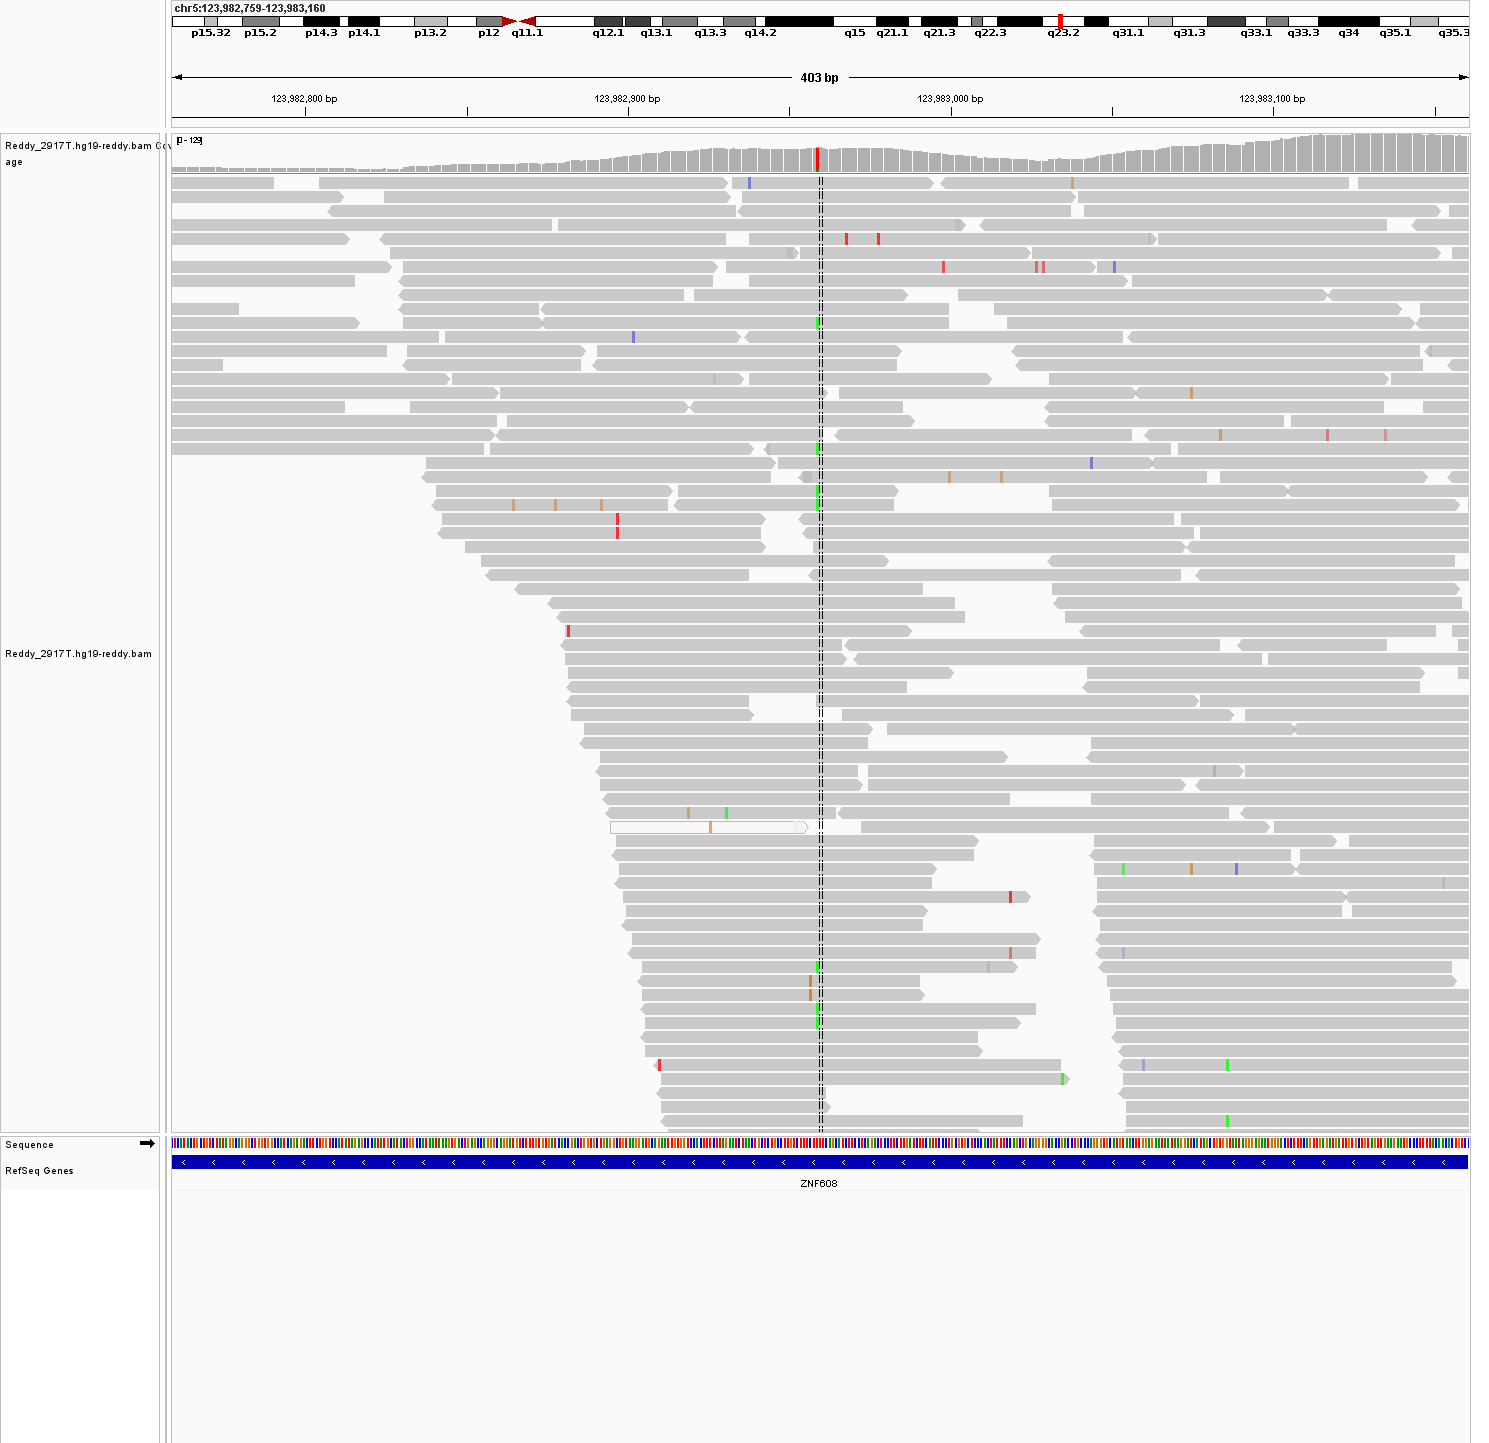 chr5:123,982,759-123,983,160
p15.32 p15.2 p14.3 p14.1 p13.2 p12 q11.1 q12.1 q13.1 q13.3 q14.2 q15 q21.1 q21.3 q22.3 q23.2 q31.1 q31.3 q33.1 q33.3 q34 q35.1 q35.3
403 bp
123,982,800 bp 123,982,900 bp 123,983,000 bp 123,983,100 bp
[0 - 129]
Reddy_2917T.hg19-reddy.bam Cov
age
Reddy_2917T.hg19-reddy.bam
Sequence
RefSeq Genes
ZNF608